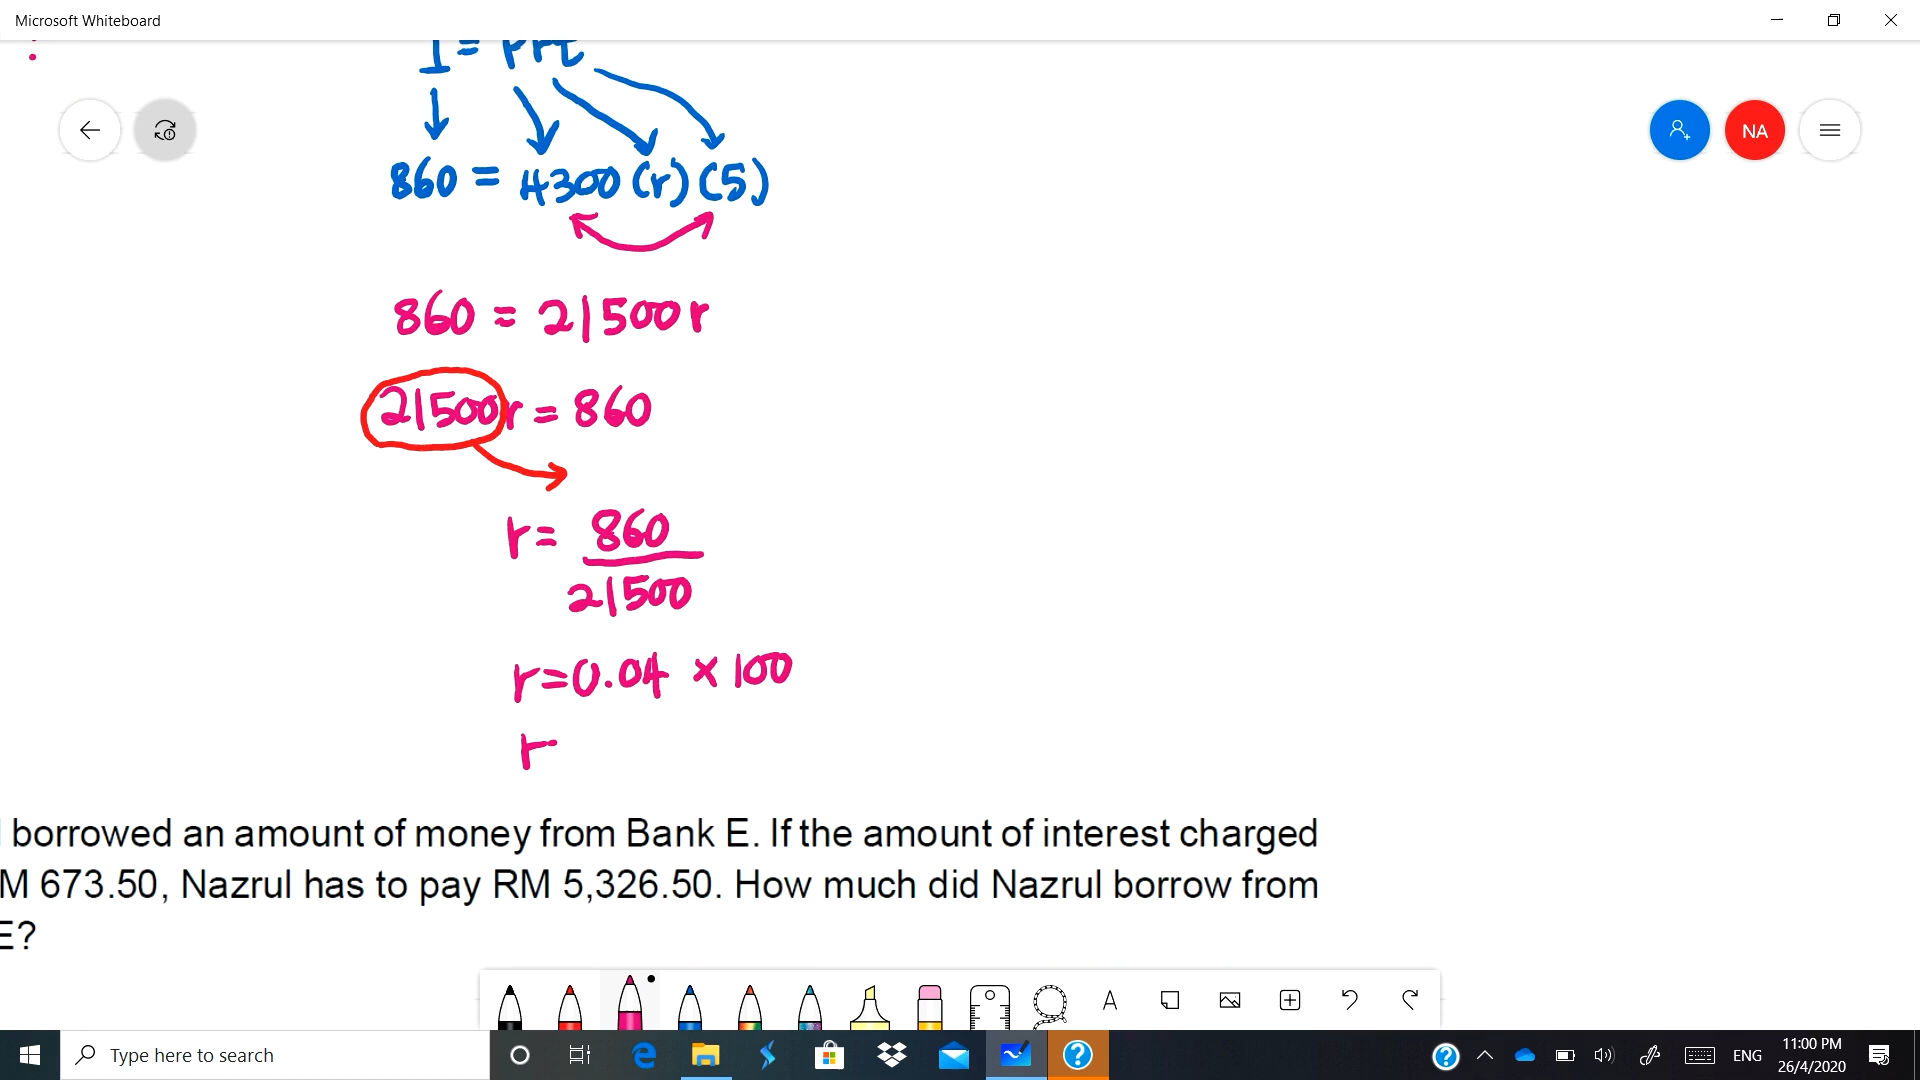 Microsoft Whiteboard
I = Prt
860 = 4300 (r) (5)
NA
860 = 21500r
21500r = 860
r = 860
21500
r = 0.04 × 100
r
borrowed an amount of money from Bank E. If the amount of interest charged
M 673.50, Nazrul has to pay RM 5,326.50. How much did Nazrul borrow from
E?
Type here to search
ENG
11:00 PM
26/4/2020